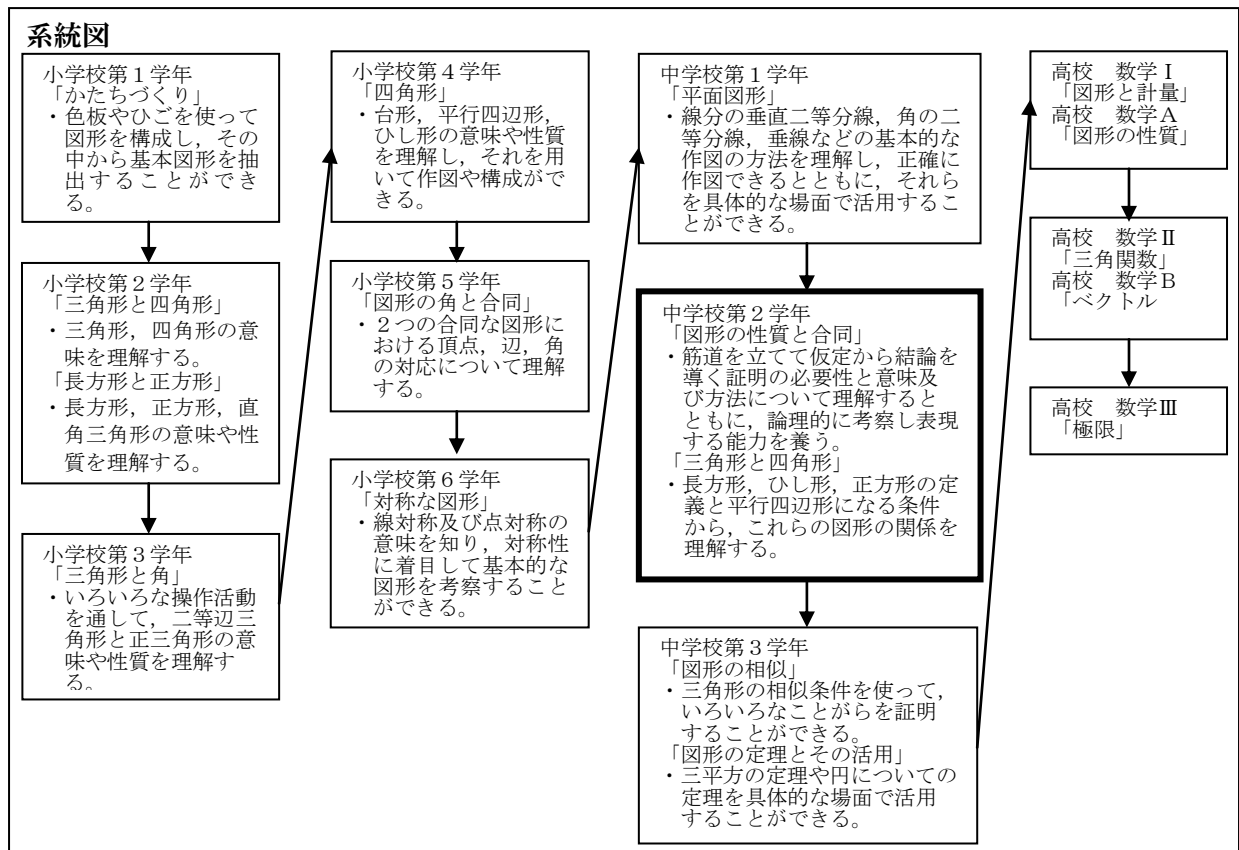 系統図
小学校第１学年
「かたちづくり」
・色板やひごを使って
図形を構成し，その
中から基本図形を抽
出することができ
る。
小学校第２学年
「三角形と四角形」
・三角形，四角形の意
味を理解する。
「長方形と正方形」
・長方形，正方形，直
角三角形の意味や性
質を理解する。
小学校第３学年
「三角形と角」
・いろいろな操作活動
を通して，二等辺三
角形と正三角形の意
味や性質を理解す
る。
小学校第４学年
「四角形」
・台形，平行四辺形，
ひし形の意味や性質
を理解し，それを用
いて作図や構成がで
きる。
小学校第５学年
「図形の角と合同」
・２つの合同な図形に
おける頂点，辺，角
の対応について理解
する。
小学校第６学年
「対称な図形」
・線対称及び点対称の
意味を知り，対称性
に着目して基本的な
図形を考察すること
ができる。
中学校第１学年
「平面図形」
・線分の垂直二等分線，角の二
等分線，垂線などの基本的な
作図の方法を理解し，正確に
作図できるとともに，それら
を具体的な場面で活用するこ
とができる。
中学校第２学年
「図形の性質と合同」
・筋道を立てて仮定から結論を
導く証明の必要性と意味及
び方法について理解すると
ともに，論理的に考察し表現
する能力を養う。
「三角形と四角形」
・長方形，ひし形，正方形の定
義と平行四辺形になる条件
から，これらの図形の関係を
理解する。
中学校第３学年
「図形の相似」
・三角形の相似条件を使って，
いろいろなことがらを証明
することができる。
「図形の定理とその活用」
・三平方の定理や円についての
定理を具体的な場面で活用
することができる。
高校　数学Ⅰ
「図形と計量」
高校　数学Ａ
「図形の性質」
高校　数学Ⅱ
「三角関数」
高校　数学Ｂ
「ベクトル
高校　数学Ⅲ
「極限」